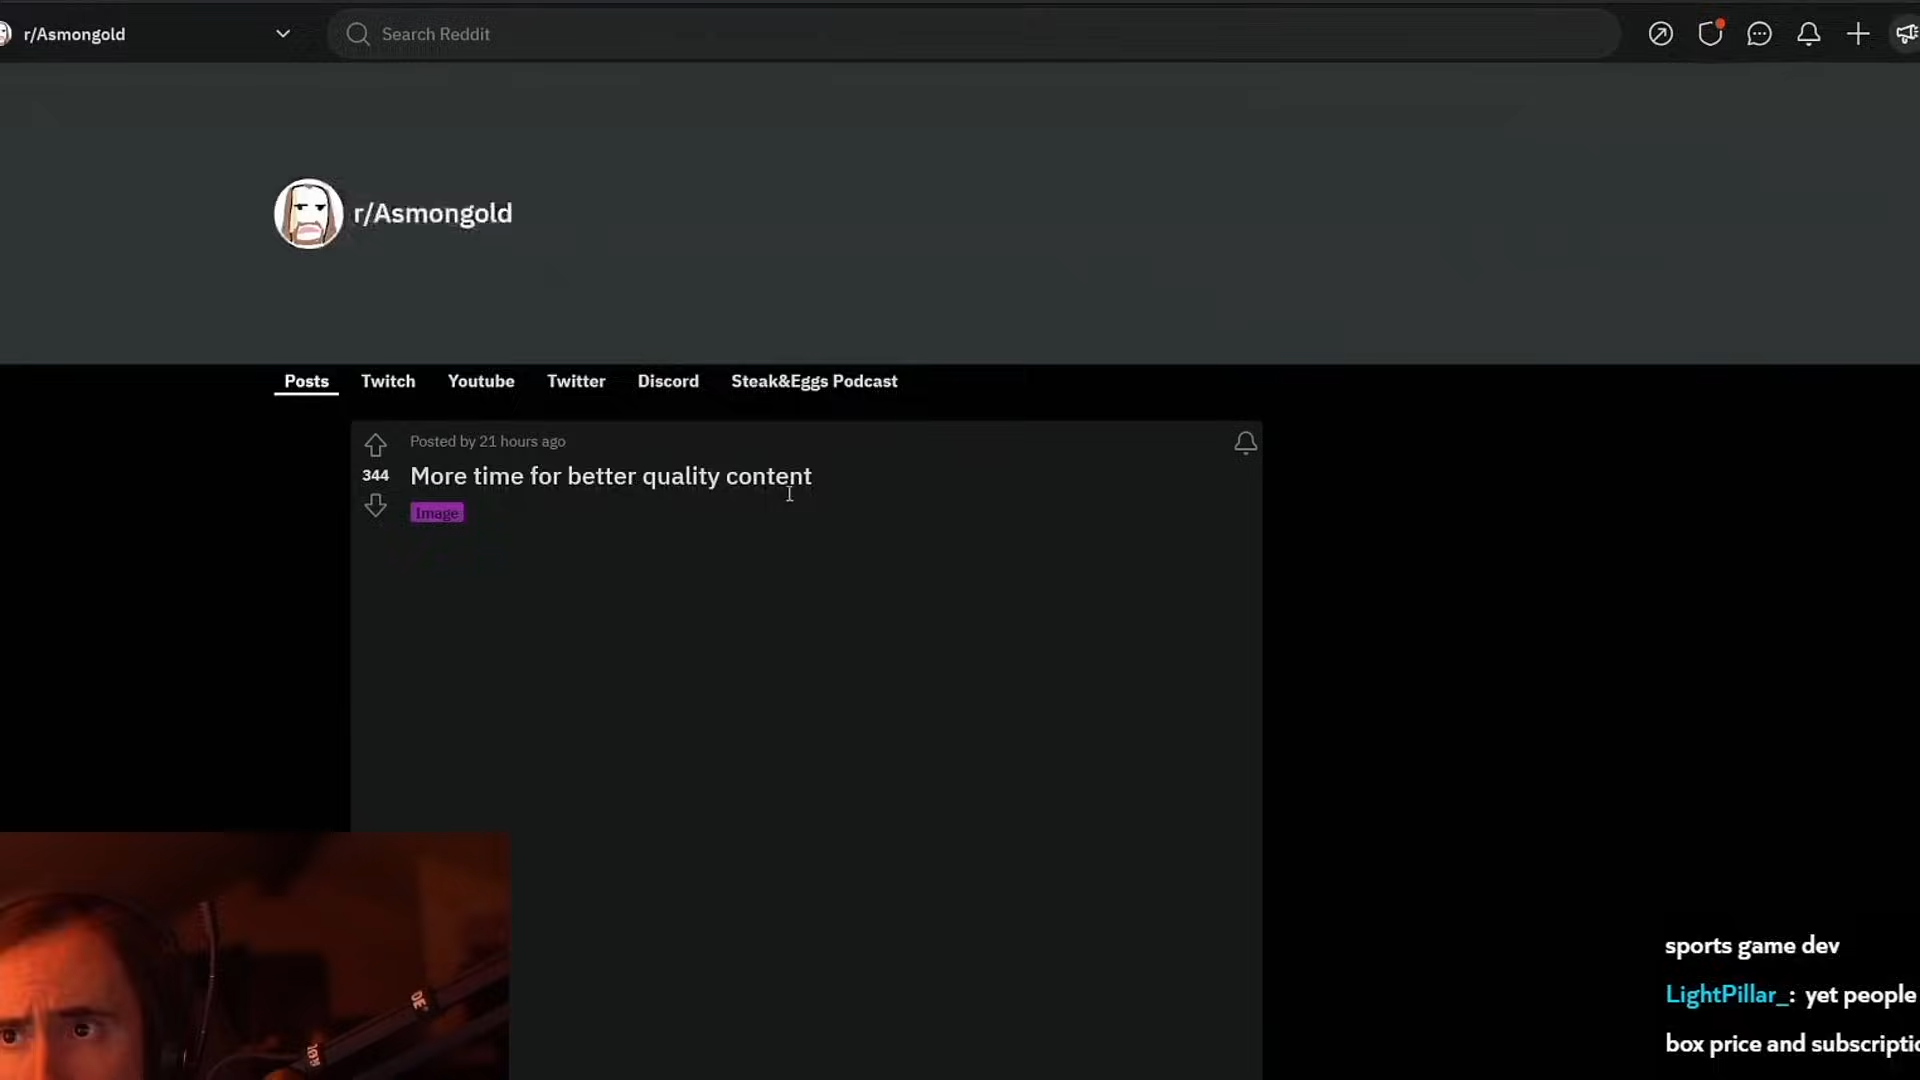 r/Asmongold
Search Reddit
r/Asmongold
Posts Twitch Youtube Twitter Discord Steak&Eggs Podcast
Posted by 21 hours ago
344
More time for better quality content
Image
sports game dev
LightPillar_: yet people
box price and subscriptio